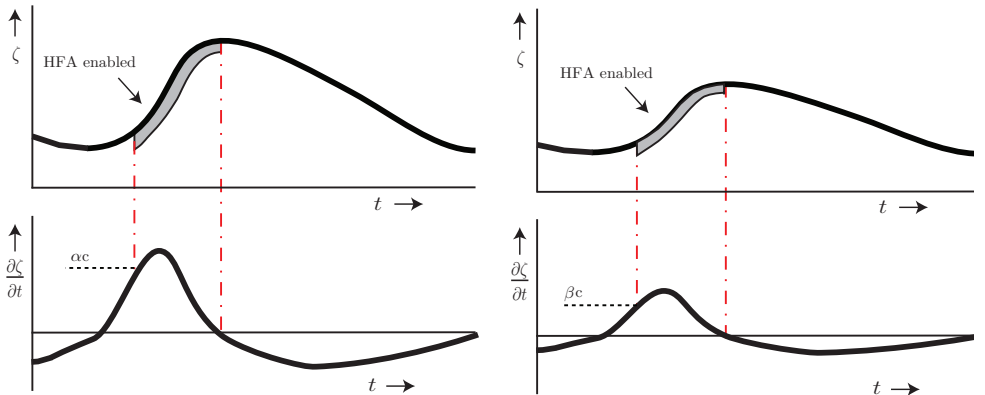 ζ
HFA enabled
t
∂ζ
∂t
αc
t
ζ
HFA enabled
t
∂ζ
∂t
βc
t